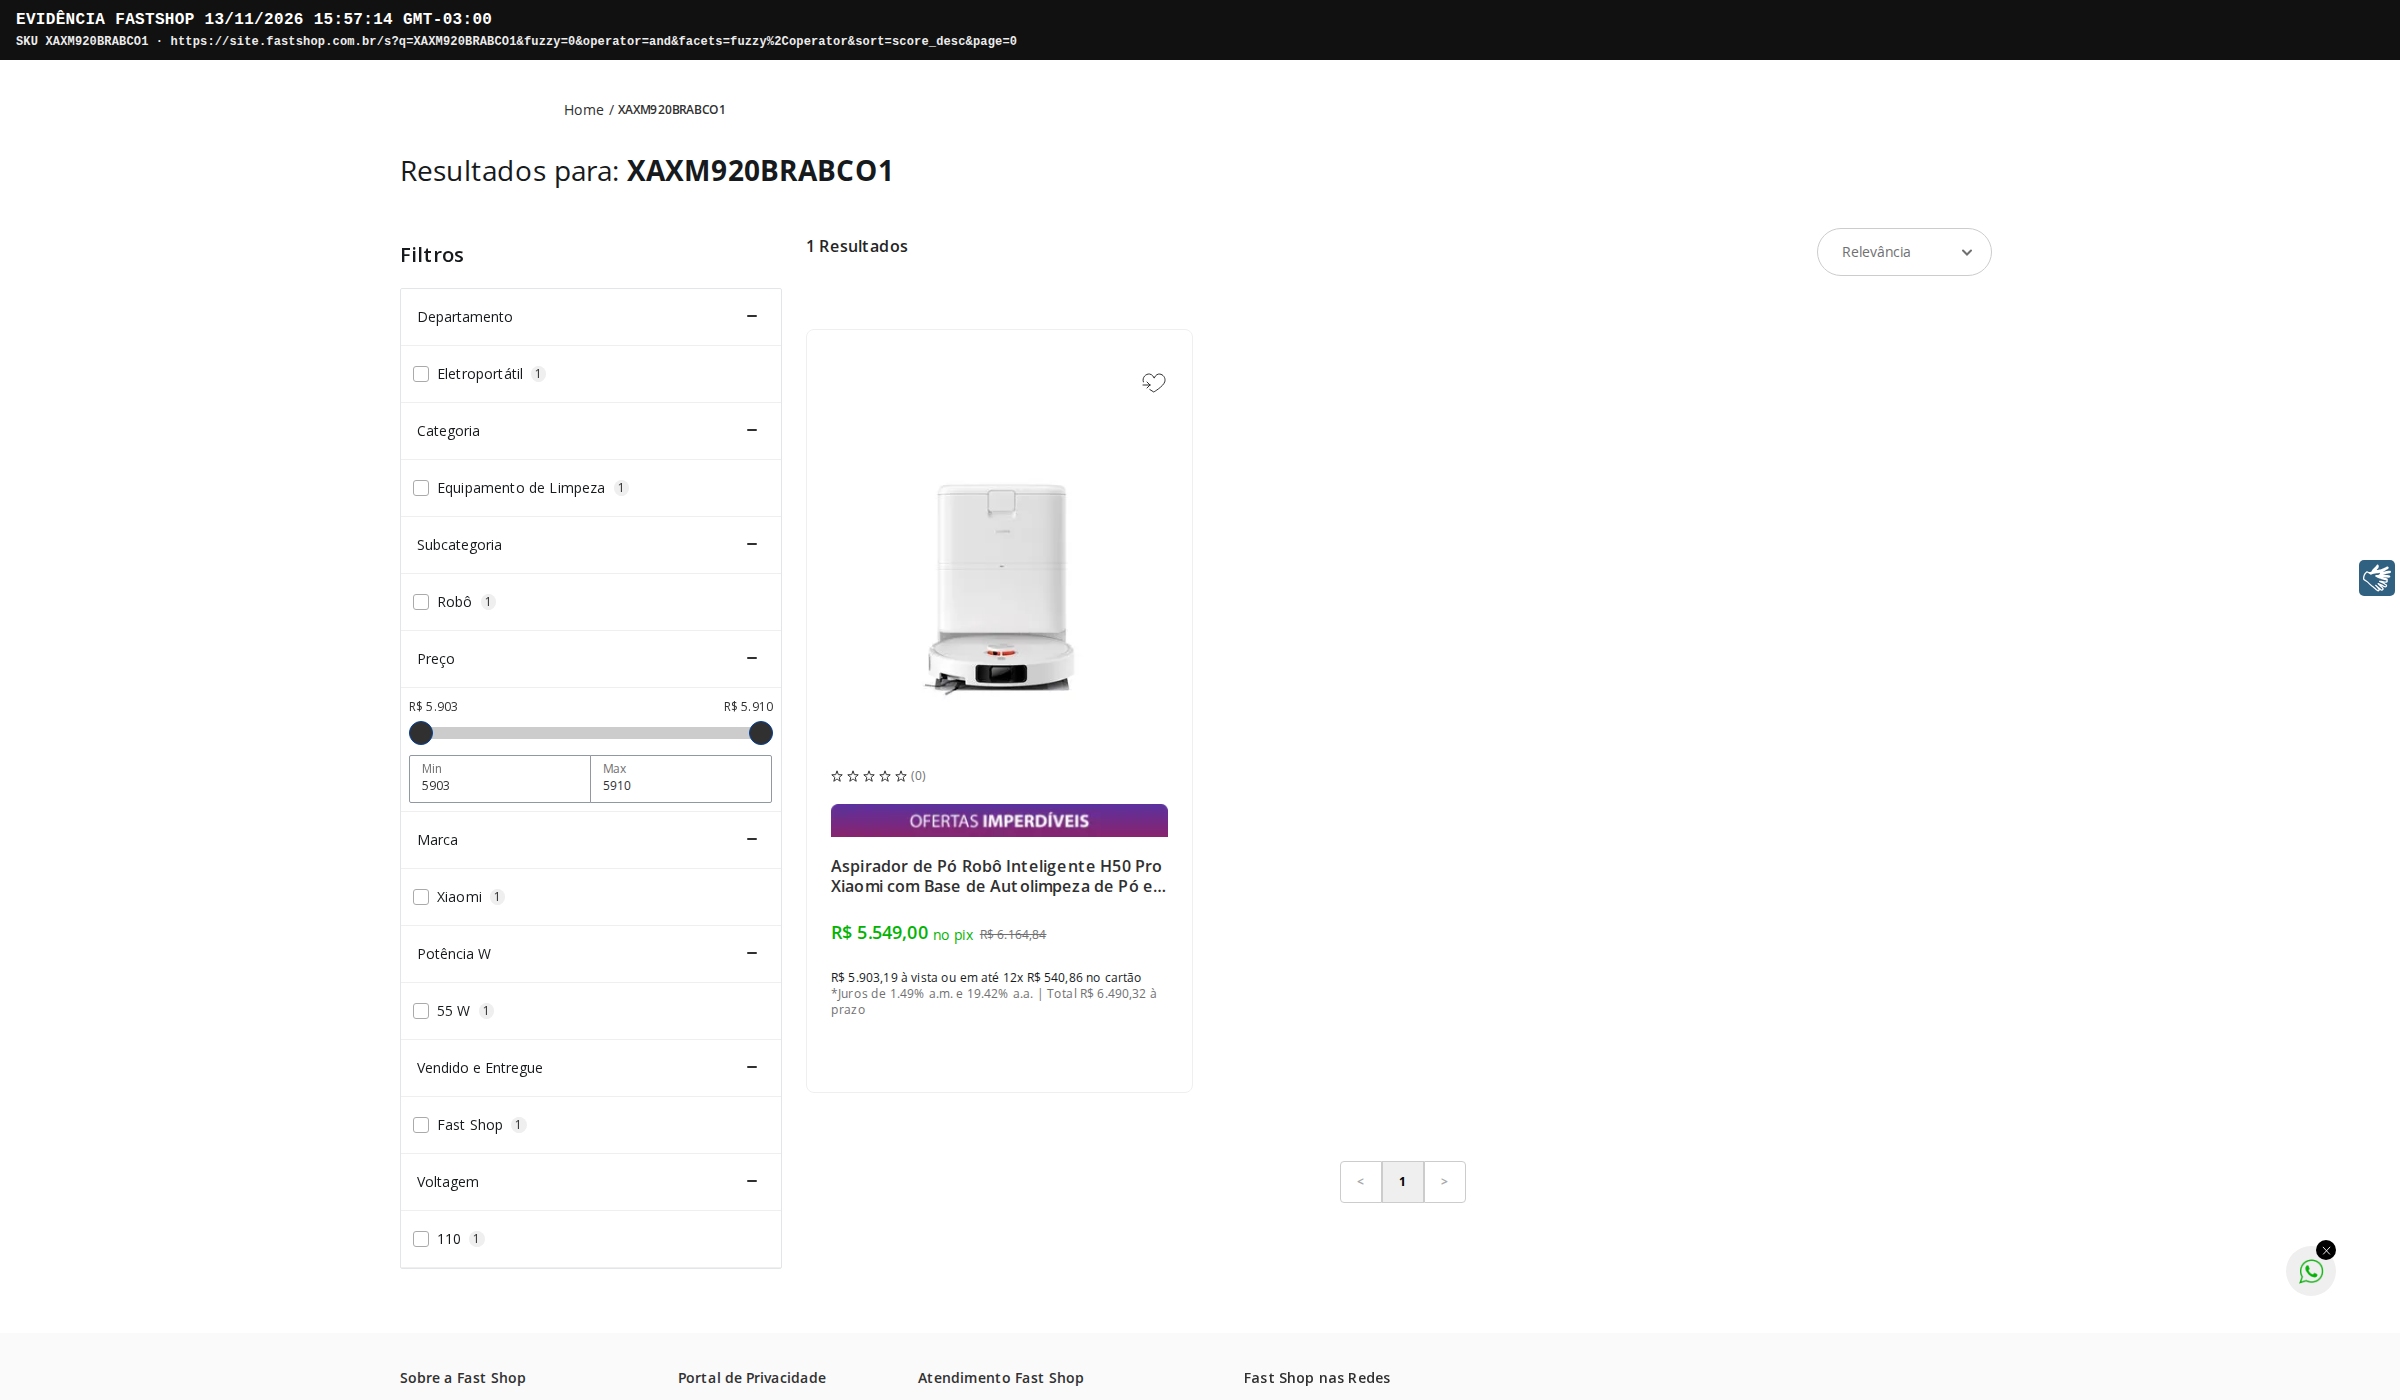 EVIDÊNCIA FASTSHOP 13/11/2026 15:57:14 GMT-03:00
SKU XAXM920BRABCO1 · https://site.fastshop.com.br/s?q=XAXM920BRABCO1&fuzzy=0&operator=and&facets=fuzzy%2Coperator&sort=score_desc&page=0
Home / XAXM920BRABCO1
Resultados para: XAXM920BRABCO1
Filtros
1 Resultados
Relevância
Departamento
Eletroportátil 1
Categoria
Equipamento de Limpeza 1
Subcategoria
Robô 1
Preço
R$ 5.903 R$ 5.910
Min Max
5903 5910
Marca
Xiaomi 1
Potência W
55 W 1
Vendido e Entregue
Fast Shop 1
Voltagem
110 1
(0)
OFERTAS IMPERDÍVEIS
Aspirador de Pó Robô Inteligente H50 Pro
Xiaomi com Base de Autolimpeza de Pó e...
R$ 5.549,00 no pix R$ 6.164,84
R$ 5.903,19 à vista ou em até 12x R$ 540,86 no cartão
*Juros de 1.49% a.m. e 19.42% a.a. | Total R$ 6.490,32 à
prazo
< 1 >
Sobre a Fast Shop Portal de Privacidade Atendimento Fast Shop Fast Shop nas Redes